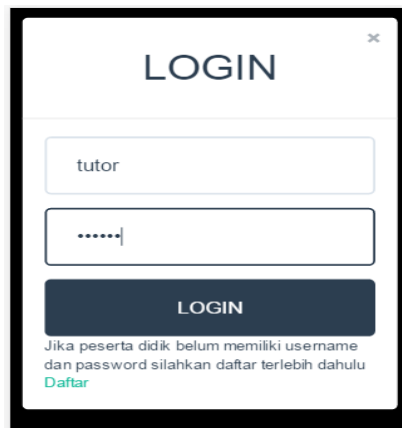 ×
LOGIN
tutor
••••••
LOGIN
Jika peserta didik belum memiliki username
dan password silahkan daftar terlebih dahulu
Daftar